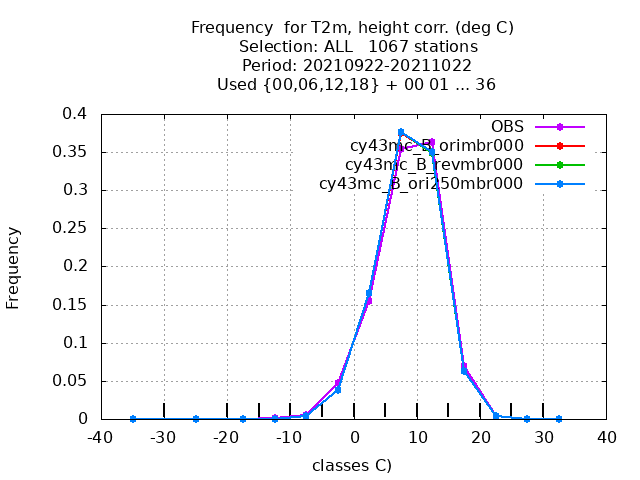 Frequency  for T2m, height corr. (deg C)
Selection: ALL   1067 stations
Period: 20210922-20211022
Used {00,06,12,18} + 00 01 ... 36
OBS
cy43mc_B_orimbr000
cy43mc_B_revmbr000
cy43mc_B_ori250mbr000
Frequency
0.4
0.35
0.3
0.25
0.2
0.15
0.1
0.05
0
-40 -30 -20 -10 0 10 20 30 40
classes C)